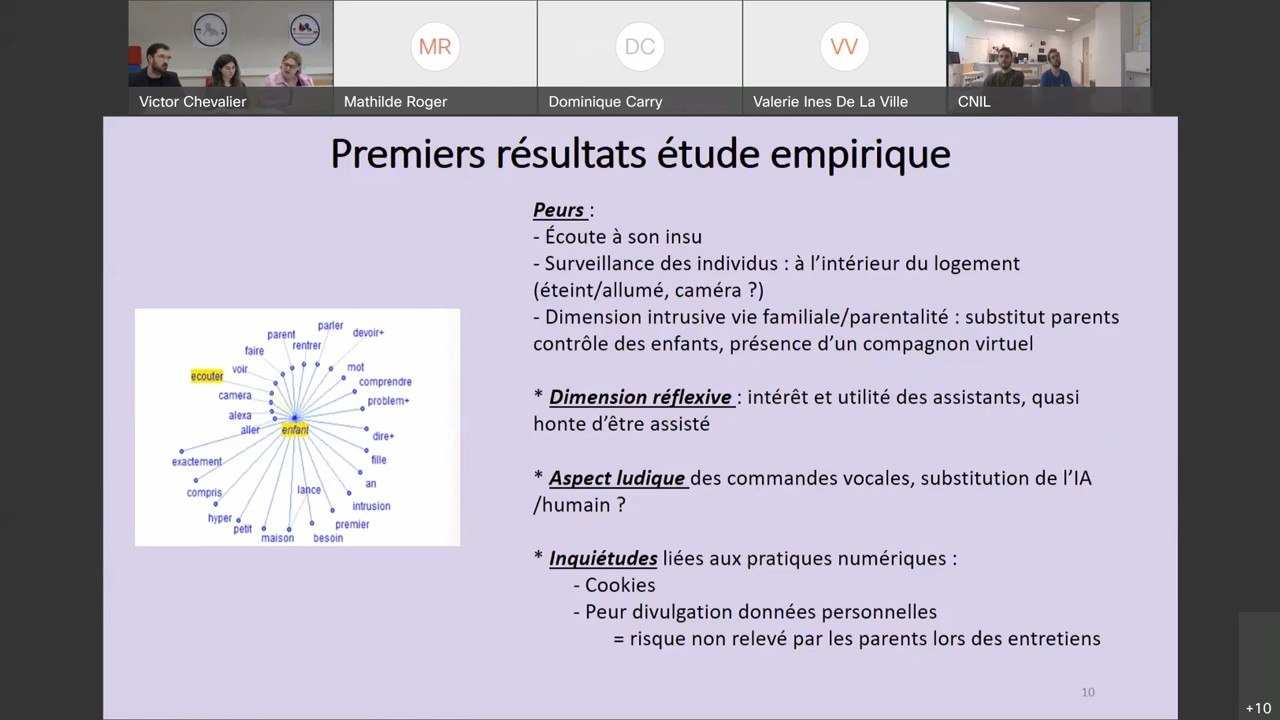 MR
DC
VV
Victor Chevalier
Mathilde Roger
Dominique Carry
Valerie Ines De La Ville
CNIL
Premiers résultats étude empirique
Peurs :
- Écoute à son insu
- Surveillance des individus : à l’intérieur du logement
(éteint/allumé, caméra ?)
- Dimension intrusive vie familiale/parentalité : substitut parents
contrôle des enfants, présence d’un compagnon virtuel
* Dimension réflexive : intérêt et utilité des assistants, quasi
honte d’être assisté
* Aspect ludique des commandes vocales, substitution de l’IA
/humain ?
* Inquiétudes liées aux pratiques numériques :
- Cookies
- Peur divulgation données personnelles
= risque non relevé par les parents lors des entretiens
parler
parent
devoir+
rentrer
faire
voir
mot
ecouter
comprendre
camera
problem+
alexa
aller
enfant
dire+
exactement
fille
compris
an
lance
intrusion
hyper
petit
premier
maison
besoin
10
+10